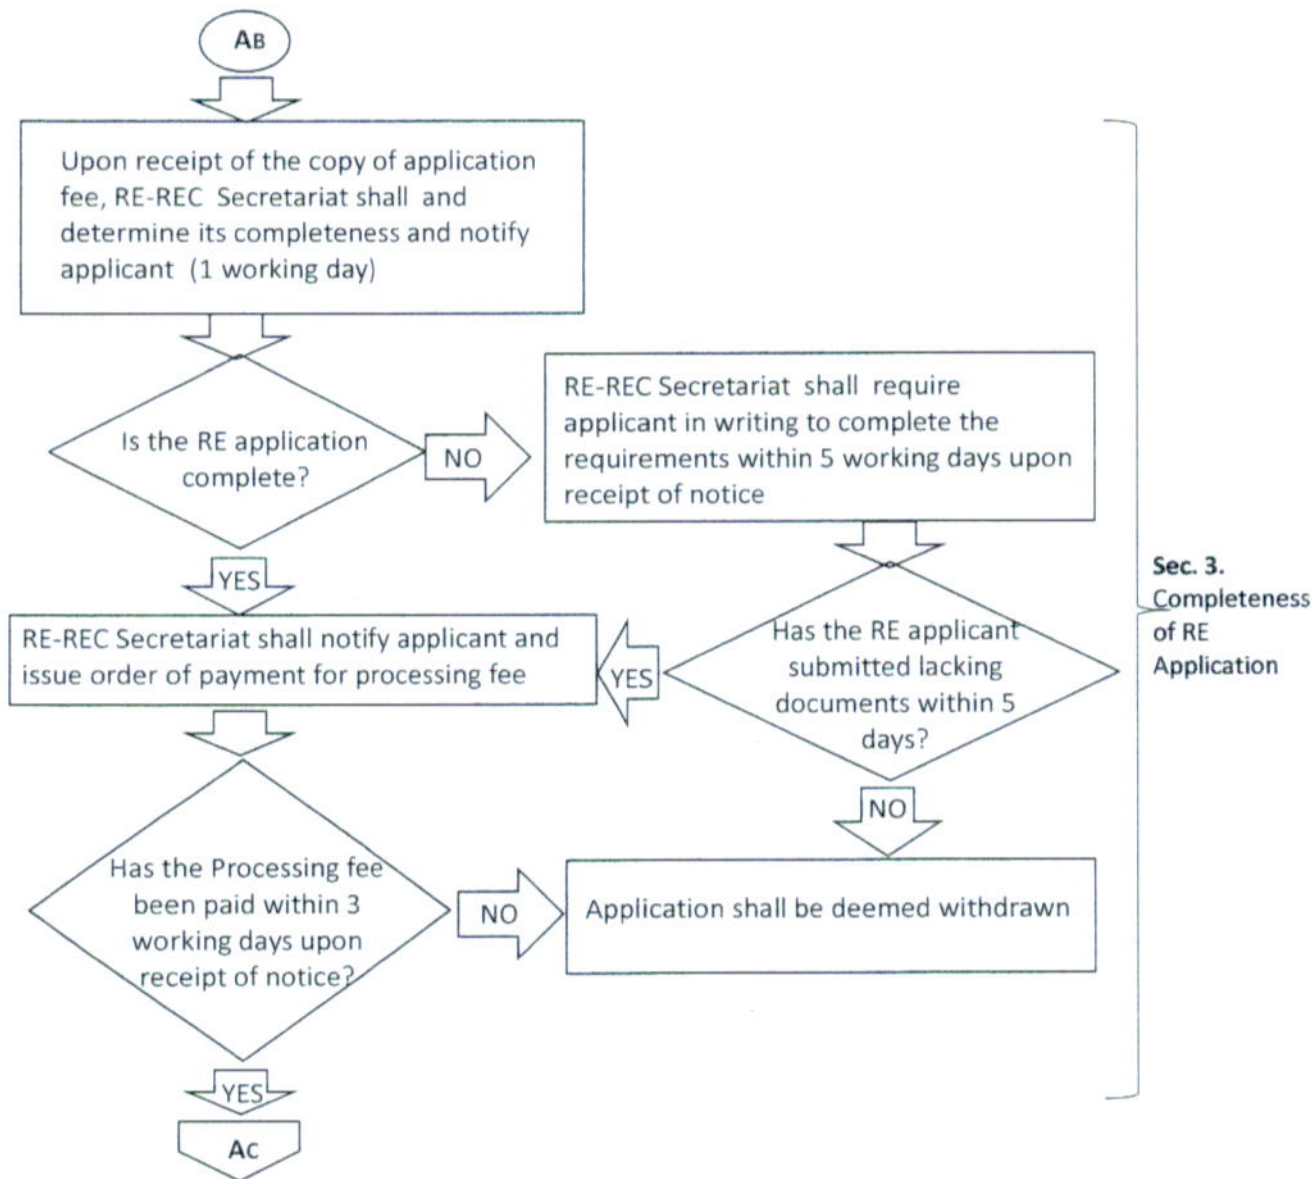 AB
Upon receipt of the copy of application
fee, RE-REC Secretariat shall and
determine its completeness and notify
applicant (1 working day)
Is the RE application
complete?
NO
RE-REC Secretariat shall require
applicant in writing to complete the
requirements within 5 working days upon
receipt of notice
YES
RE-REC Secretariat shall notify applicant and
issue order of payment for processing fee
YES
Has the RE applicant
submitted lacking
documents within 5
days?
NO
Has the Processing fee
been paid within 3
working days upon
receipt of notice?
NO
Application shall be deemed withdrawn
YES
AC
Sec. 3.
Completeness
of RE
Application